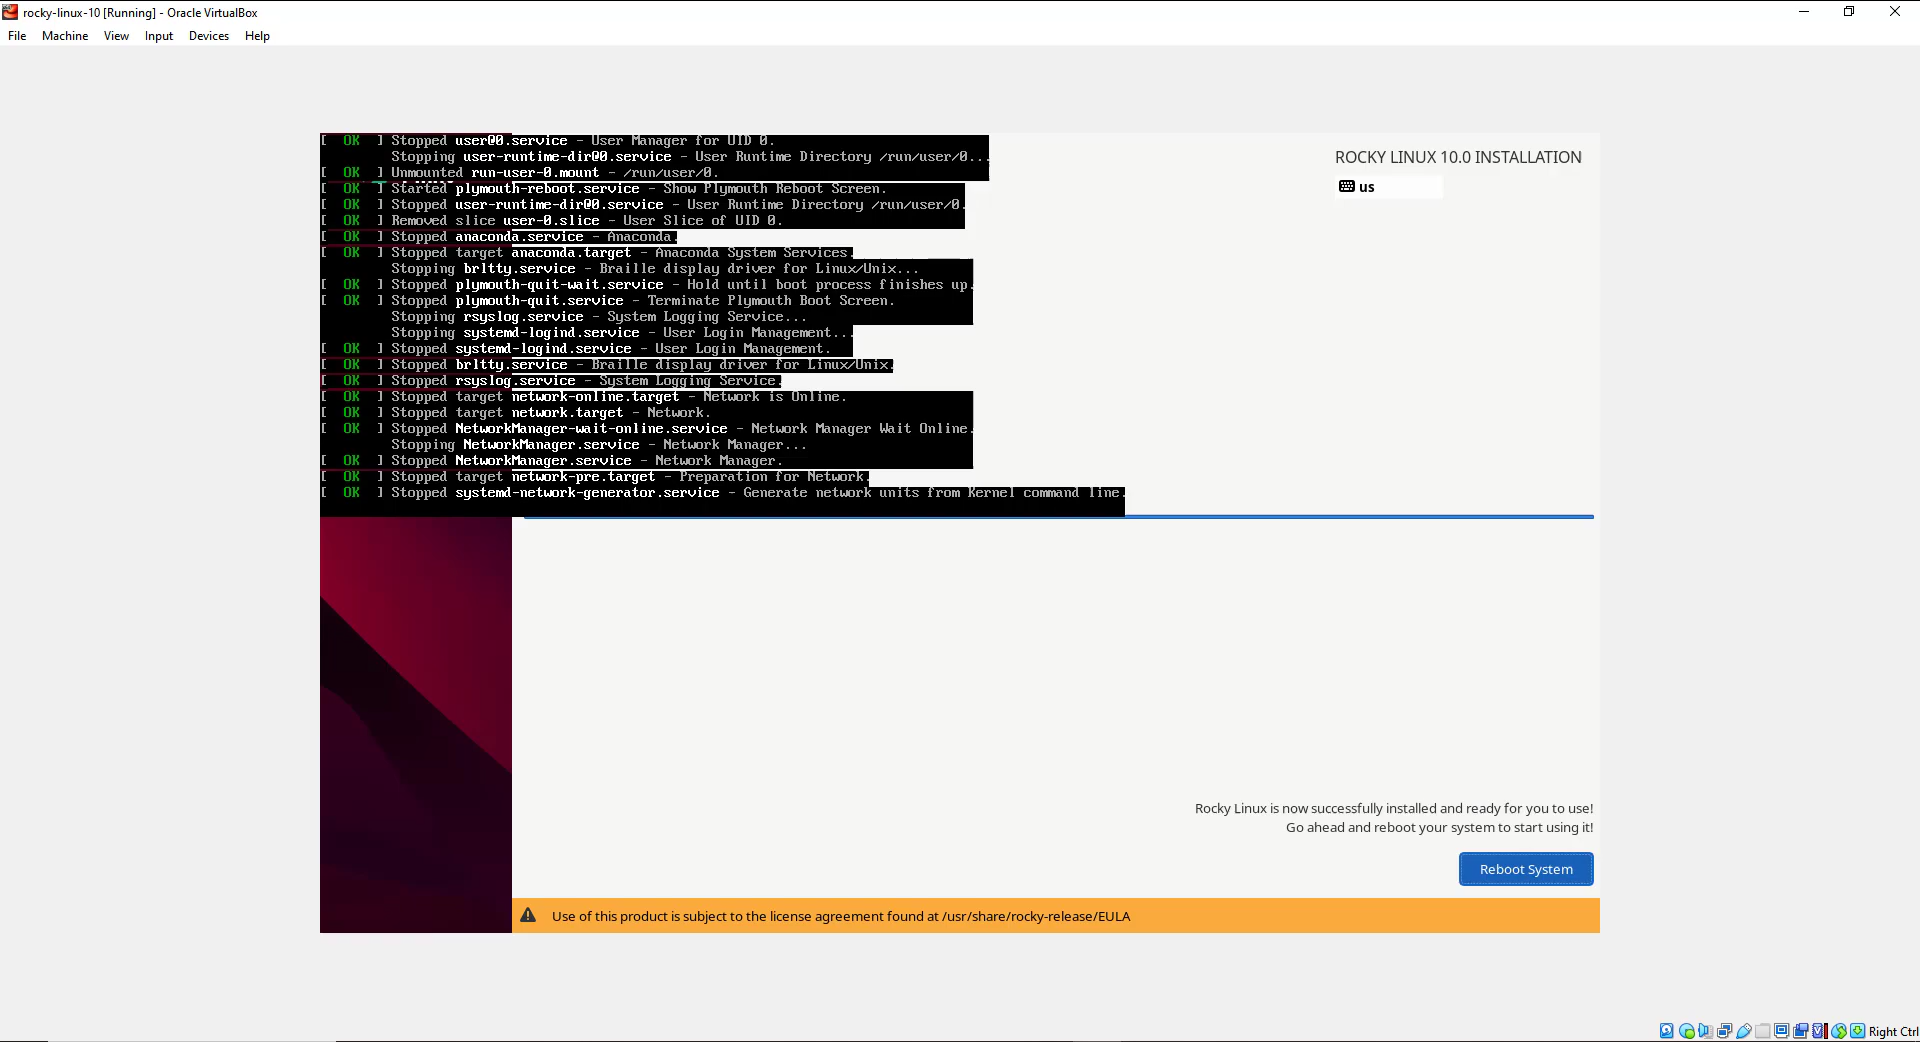 rocky-linux-10 [Running] - Oracle VirtualBox
File Machine View Input Devices Help
[ OK ] Stopped user@0.service - User Manager for UID 0.
Stopping user-runtime-dir@0.service - User Runtime Directory /run/user/0...
[ OK ] Unmounted run-user-0.mount - /run/user/0.
[ OK ] Started plymouth-reboot.service - Show Plymouth Reboot Screen.
[ OK ] Stopped user-runtime-dir@0.service - User Runtime Directory /run/user/0.
[ OK ] Removed slice user-0.slice - User Slice of UID 0.
[ OK ] Stopped anaconda.service - Anaconda.
[ OK ] Stopped target anaconda.target - Anaconda System Services.
Stopping brltty.service - Braille display driver for Linux/Unix...
[ OK ] Stopped plymouth-quit-wait.service - Hold until boot process finishes up.
[ OK ] Stopped plymouth-quit.service - Terminate Plymouth Boot Screen.
Stopping rsyslog.service - System Logging Service...
Stopping systemd-logind.service - User Login Management...
[ OK ] Stopped systemd-logind.service - User Login Management.
[ OK ] Stopped brltty.service - Braille display driver for Linux/Unix.
[ OK ] Stopped rsyslog.service - System Logging Service.
[ OK ] Stopped target network-online.target - Network is Online.
[ OK ] Stopped target network.target - Network.
[ OK ] Stopped NetworkManager-wait-online.service - Network Manager Wait Online.
Stopping NetworkManager.service - Network Manager...
[ OK ] Stopped NetworkManager.service - Network Manager.
[ OK ] Stopped target network-pre.target - Preparation for Network.
[ OK ] Stopped systemd-network-generator.service - Generate network units from Kernel command line.
ROCKY LINUX 10.0 INSTALLATION
us
Rocky Linux is now successfully installed and ready for you to use!
Go ahead and reboot your system to start using it!
Reboot System
Use of this product is subject to the license agreement found at /usr/share/rocky-release/EULA
Right Ctrl